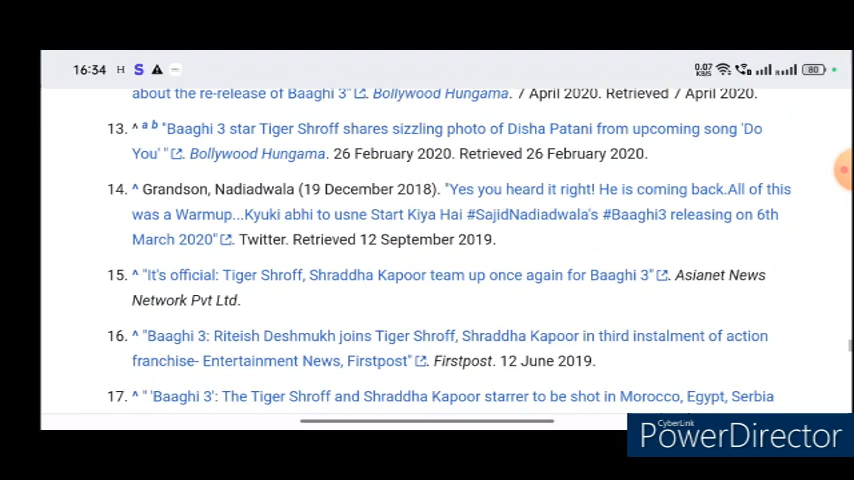 16:34 H S 0.07 KB/S 80
about the re-release of Baaghi 3". Bollywood Hungama. 7 April 2020. Retrieved 7 April 2020.
13. ^ a b "Baaghi 3 star Tiger Shroff shares sizzling photo of Disha Patani from upcoming song 'Do
You' ". Bollywood Hungama. 26 February 2020. Retrieved 26 February 2020.
14. ^ Grandson, Nadiadwala (19 December 2018). "Yes you heard it right! He is coming back.All of this
was a Warmup...Kyuki abhi to usne Start Kiya Hai #SajidNadiadwala's #Baaghi3 releasing on 6th
March 2020". Twitter. Retrieved 12 September 2019.
15. ^ "It's official: Tiger Shroff, Shraddha Kapoor team up once again for Baaghi 3". Asianet News
Network Pvt Ltd.
16. ^ "Baaghi 3: Riteish Deshmukh joins Tiger Shroff, Shraddha Kapoor in third instalment of action
franchise- Entertainment News, Firstpost". Firstpost. 12 June 2019.
17. ^ " 'Baaghi 3': The Tiger Shroff and Shraddha Kapoor starrer to be shot in Morocco, Egypt, Serbia
CyberLink
PowerDirector